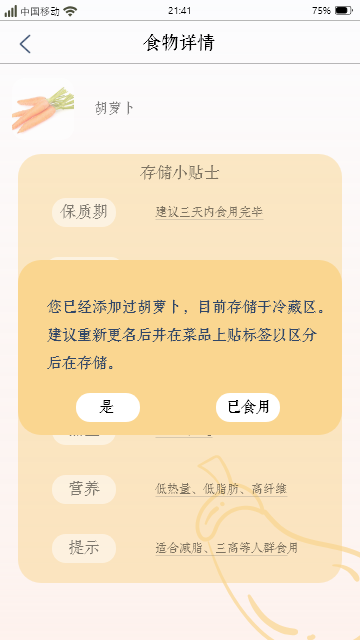 中国移动 21:41 75%
食物详情
胡萝卜
存储小贴士
保质期 建议三天内食用完毕
您已经添加过胡萝卜，目前存储于冷藏区。
建议重新更名后并在菜品上贴标签以区分
后在存储。
是 已食用
营养 低热量、低脂肪、高纤维
提示 适合减脂、三高等人群食用